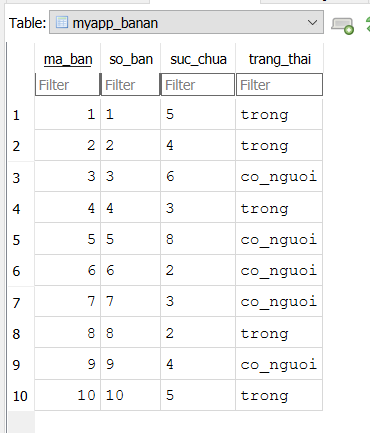 Table: myapp_banan
ma_ban so_ban suc_chua trang_thai
Filter Filter Filter Filter
1 1 1 5 trong
2 2 2 4 trong
3 3 3 6 co_nguoi
4 4 4 3 trong
5 5 5 8 co_nguoi
6 6 6 2 co_nguoi
7 7 7 3 co_nguoi
8 8 8 2 trong
9 9 9 4 co_nguoi
10 10 10 5 trong